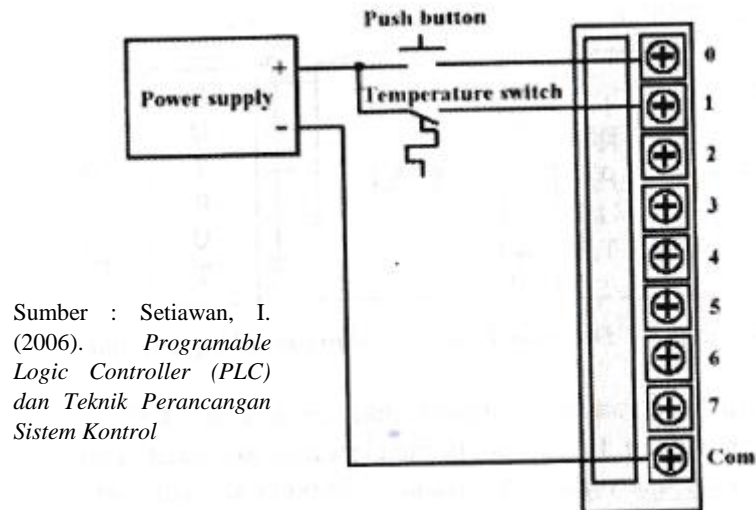 Push button
0
+
Power supply
Temperature switch
1
−
2
3
4
5
6
7
Com
Sumber : Setiawan, I.
(2006). Programable
Logic Controller (PLC)
dan Teknik Perancangan
Sistem Kontrol